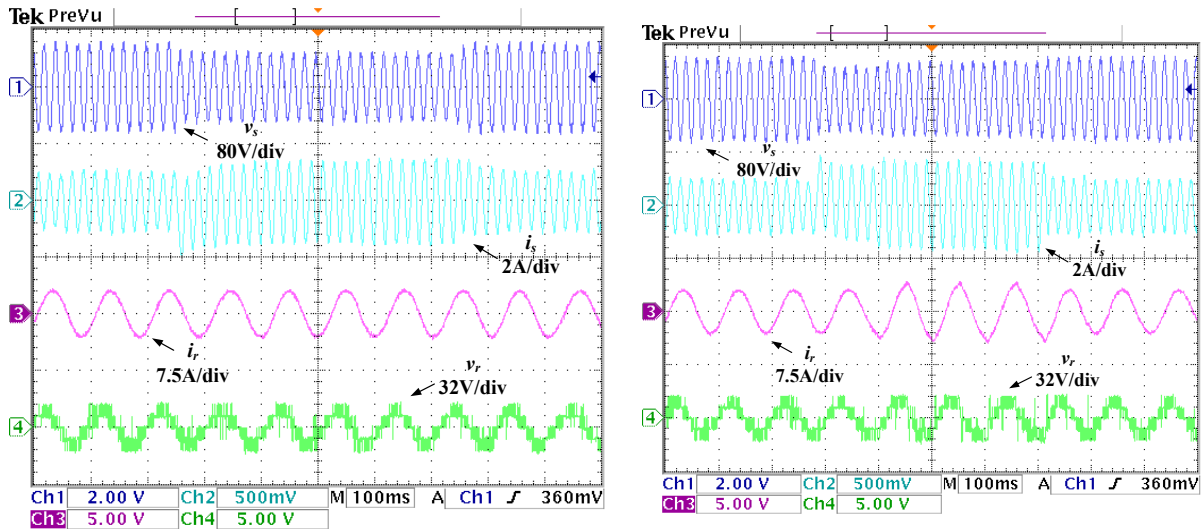 Tek PreVu
1
v_s
80V/div
2
i_s
2A/div
3
i_r
7.5A/div
v_r
32V/div
4
Ch1 2.00 V Ch2 500mV M 100ms A Ch1 360mV
Ch3 5.00 V Ch4 5.00 V
Tek PreVu
1
v_s
80V/div
2
i_s
2A/div
3
i_r
7.5A/div
v_r
32V/div
4
Ch1 2.00 V Ch2 500mV M 100ms A Ch1 360mV
Ch3 5.00 V Ch4 5.00 V